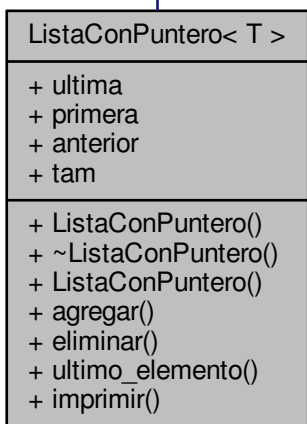 ListaConPuntero< T >
+ ultima
+ primera
+ anterior
+ tam
+ ListaConPuntero()
+ ~ListaConPuntero()
+ ListaConPuntero()
+ agregar()
+ eliminar()
+ ultimo_elemento()
+ imprimir()